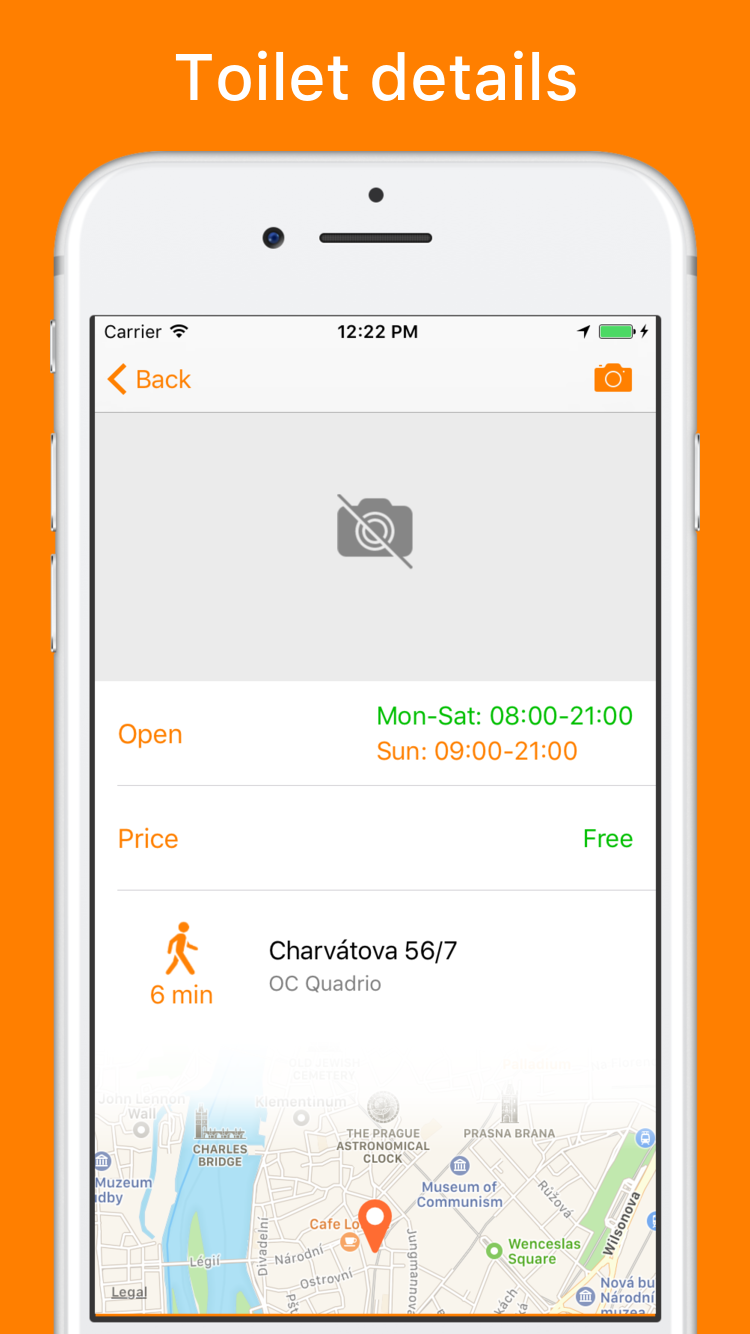 Toilet details
Carrier
12:22 PM
Back
Open
Mon-Sat: 08:00-21:00
Sun: 09:00-21:00
Price
Free
6 min
Charvátova 56/7
OC Quadrio
OLD JEWISH
CEMETERY
John Lennon
Wall
Klementinum
CHARLES
BRIDGE
THE PRAGUE
ASTRONOMICAL
CLOCK
PRASNA BRANA
Muzeum
Museum of
Communism
Růžová
Cafe Lo
Divadelní
Jungmannova
Wilsonova
Wenceslas
Square
Légií
Národní
Ostrovní
Legal
Nová bu
Národní